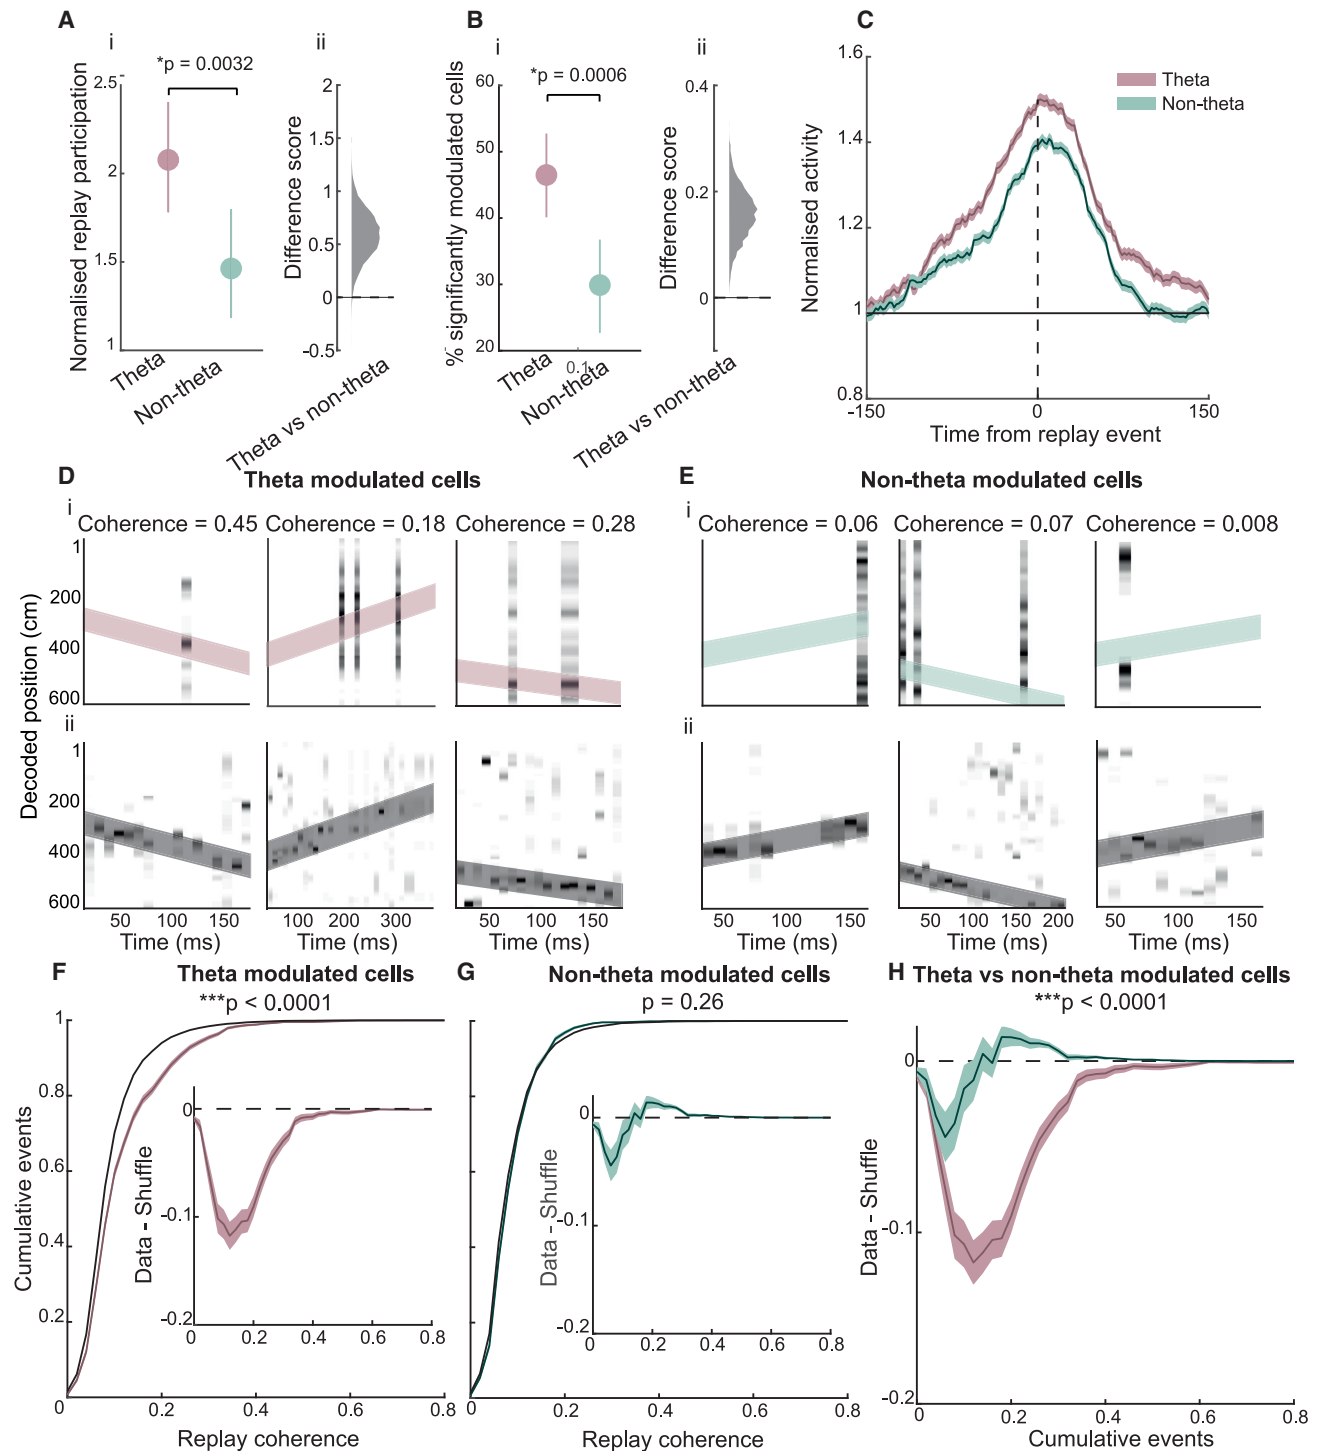 A
i
*p = 0.0032
Normalised replay participation
2.5
2
1.5
1
Theta
Non-theta
ii
Difference score
2
1.5
1
0.5
0
-0.5
Theta vs non-theta
B
i
*p = 0.0006
% significantly modulated cells
60
50
40
30
20
0.1
Theta
Non-theta
ii
Difference score
0.4
0.2
0
Theta vs non-theta
C
Normalised activity
1.6
1.4
1.2
1
0.8
-150
0
150
Time from replay event
Theta
Non-theta
D
Theta modulated cells
i
Coherence = 0.45
Coherence = 0.18
Coherence = 0.28
Decoded position (cm)
1
200
400
600
ii
1
200
400
600
50 100 150
Time (ms)
100 200 300
Time (ms)
50 100 150
Time (ms)
E
Non-theta modulated cells
i
Coherence = 0.06
Coherence = 0.07
Coherence = 0.008
ii
50 100 150
Time (ms)
50 100 150 200
Time (ms)
50 100 150
Time (ms)
F
Theta modulated cells
***p < 0.0001
Cumulative events
1
0.8
0.6
0.4
0.2
0 0.2 0.4 0.6 0.8
Replay coherence
Data - Shuffle
0
-0.1
-0.2
0 0.2 0.4 0.6 0.8
G
Non-theta modulated cells
p = 0.26
0.2 0.4 0.6 0.8
0
Replay coherence
Data - Shuffle
0
-0.1
-0.2
0 0.2 0.4 0.6 0.8
H
Theta vs non-theta modulated cells
***p < 0.0001
Data - Shuffle
0
-0.1
-0.2
0 0.2 0.4 0.6 0.8
Cumulative events